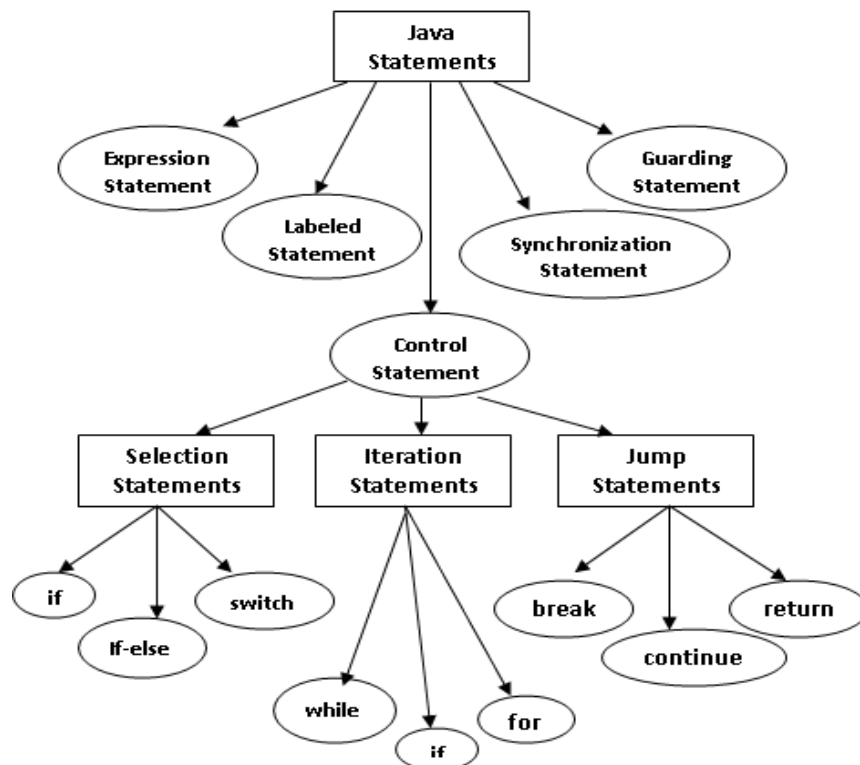 Java
Statements
Expression
Statement
Guarding
Statement
Labeled
Statement
Synchronization
Statement
Control
Statement
Selection
Statements
Iteration
Statements
Jump
Statements
if
If-else
switch
while
if
for
break
continue
return